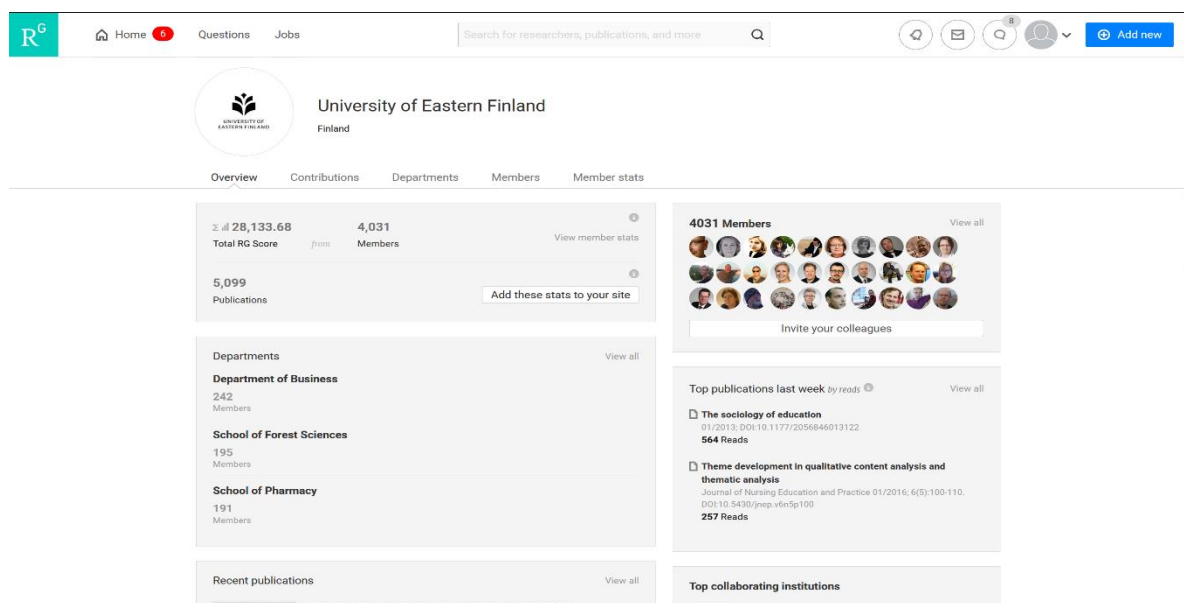 RG
Home 6 Questions Jobs Search for researchers, publications, and more 8 Add new
UNIVERSITY OF
EASTERN FINLAND
University of Eastern Finland
Finland
Overview Contributions Departments Members Member stats
Σ 28,133.68 4,031
Total RG Score from Members View member stats
5,099
Publications Add these stats to your site
Departments View all
Department of Business
242
Members
School of Forest Sciences
195
Members
School of Pharmacy
191
Members
Recent publications View all
4031 Members View all
Invite your colleagues
Top publications last week by reads View all
The sociology of education
01/2013; DOI:10.1177/2056846013122
564 Reads
Theme development in qualitative content analysis and
thematic analysis
Journal of Nursing Education and Practice 01/2016; 6(5):100-110.
DOI:10.5430/jnep.v6n5p100
257 Reads
Top collaborating institutions